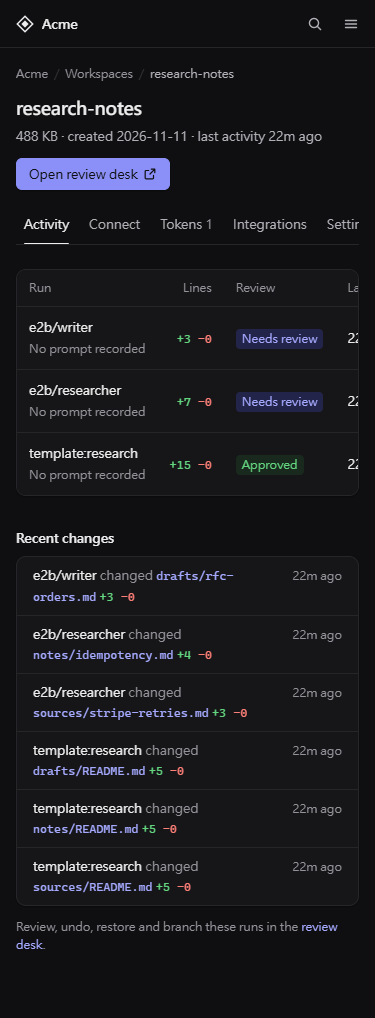 Acme
Acme / Workspaces / research-notes
research-notes
488 KB · created 2026-11-11 · last activity 22m ago
Open review desk
Activity Connect Tokens 1 Integrations Settin
Run Lines Review La
e2b/writer
No prompt recorded
+3 −0 Needs review 22
e2b/researcher
No prompt recorded
+7 −0 Needs review 22
template:research
No prompt recorded
+15 −0 Approved 22
Recent changes
e2b/writer changed drafts/rfc-
orders.md +3 −0
22m ago
e2b/researcher changed
notes/idempotency.md +4 −0
22m ago
e2b/researcher changed
sources/stripe-retries.md +3 −0
22m ago
template:research changed
drafts/README.md +5 −0
22m ago
template:research changed
notes/README.md +5 −0
22m ago
template:research changed
sources/README.md +5 −0
22m ago
Review, undo, restore and branch these runs in the review
desk.